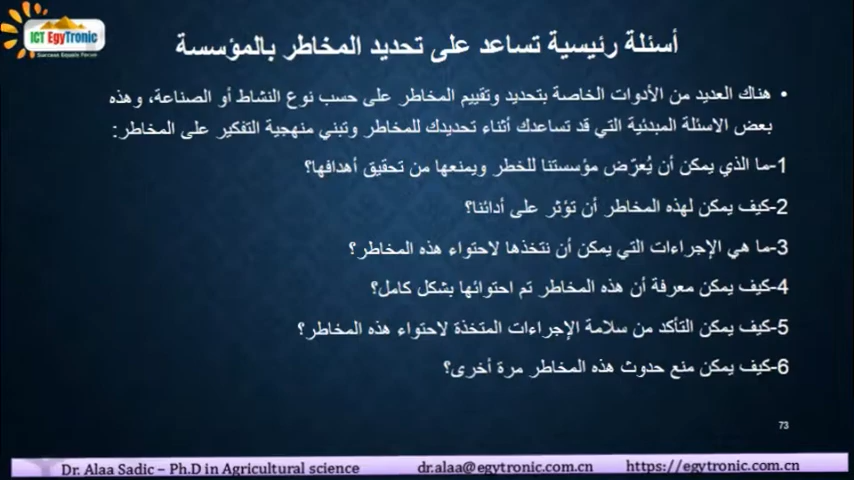 ICT EgyTronic
Success Equals Focus
أسئلة رئيسية تساعد على تحديد المخاطر بالمؤسسة
• هناك العديد من الأدوات الخاصة بتحديد وتقييم المخاطر على حسب نوع النشاط أو الصناعة، وهذه
بعض الاسئلة المبدئية التي قد تساعدك أثناء تحديدك للمخاطر وتبني منهجية التفكير على المخاطر:
1-ما الذي يمكن أن يُعرّض مؤسستنا للخطر ويمنعها من تحقيق أهدافها؟
2-كيف يمكن لهذه المخاطر أن تؤثر على أدائنا؟
3-ما هي الإجراءات التي يمكن أن نتخذها لاحتواء هذه المخاطر؟
4-كيف يمكن معرفة أن هذه المخاطر تم احتوائها بشكل كامل؟
5-كيف يمكن التأكد من سلامة الإجراءات المتخذة لاحتواء هذه المخاطر؟
6-كيف يمكن منع حدوث هذه المخاطر مرة أخرى؟
73
Dr. Alaa Sadic – Ph.D in Agricultural science dr.alaa@egytronic.com.cn https://egytronic.com.cn